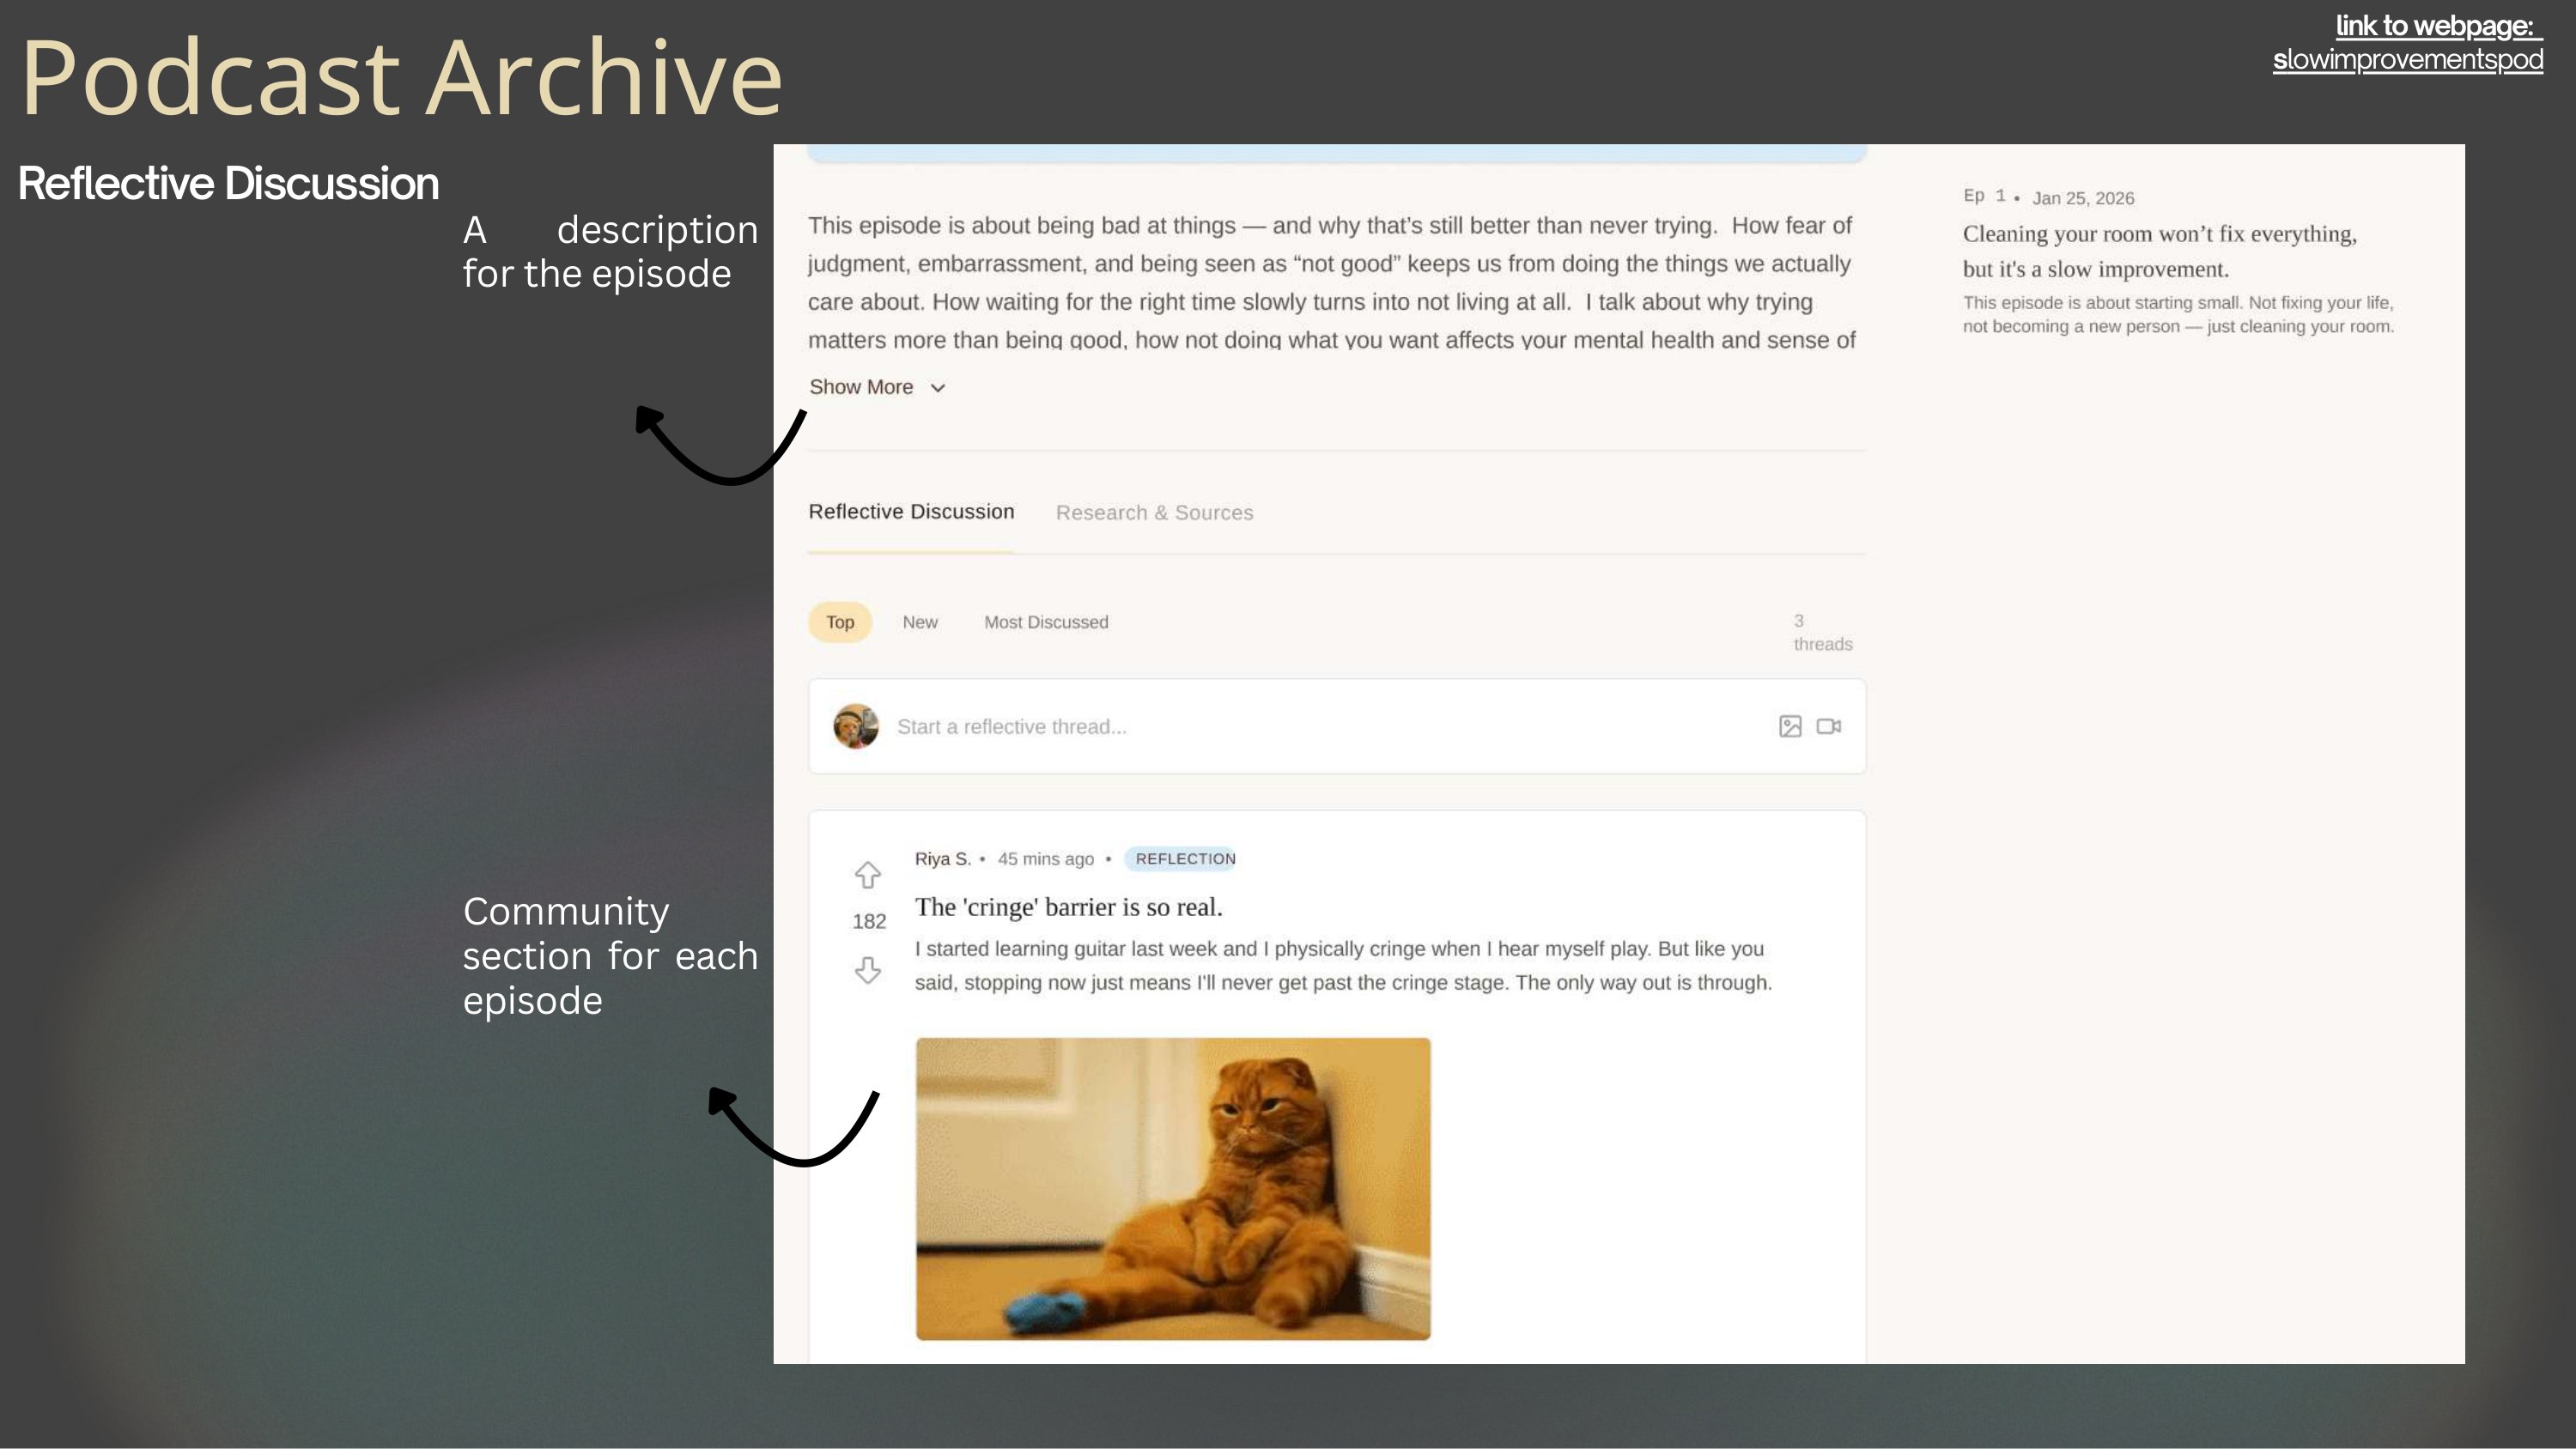 Podcast Archive
link to webpage:
slowimprovementspod
Reflective Discussion
A description
for the episode
This episode is about being bad at things — and why that’s still better than never trying.  How fear of
judgment, embarrassment, and being seen as “not good” keeps us from doing the things we actually
care about. How waiting for the right time slowly turns into not living at all.  I talk about why trying
matters more than being good, how not doing what you want affects your mental health and sense of
Show More
Ep 1 • Jan 25, 2026
Cleaning your room won’t fix everything,
but it's a slow improvement.
This episode is about starting small. Not fixing your life,
not becoming a new person — just cleaning your room.
Reflective Discussion
Research & Sources
Top
New
Most Discussed
3
threads
Start a reflective thread...
Community
section for each
episode
Riya S. • 45 mins ago • REFLECTION
The 'cringe' barrier is so real.
182
I started learning guitar last week and I physically cringe when I hear myself play. But like you
said, stopping now just means I'll never get past the cringe stage. The only way out is through.